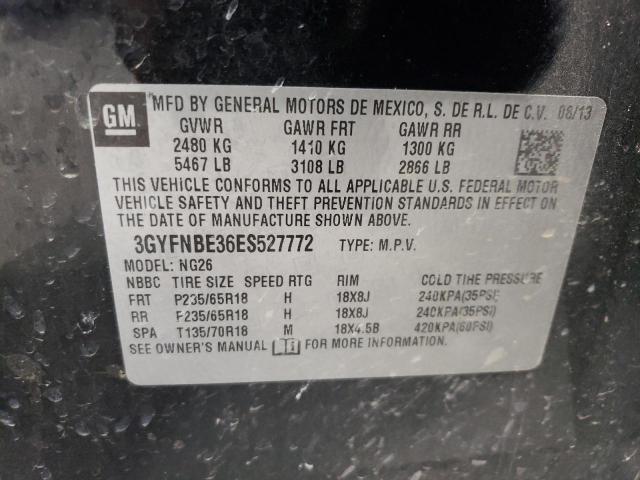 GM
MFD BY GENERAL MOTORS DE MEXICO, S. DE R.L. DE C.V. 08/13
GVWR GAWR FRT GAWR RR
2480 KG 1410 KG 1300 KG
5467 LB 3108 LB 2866 LB
THIS VEHICLE CONFORMS TO ALL APPLICABLE U.S. FEDERAL MOTOR
VEHICLE SAFETY AND THEFT PREVENTION STANDARDS IN EFFECT ON
THE DATE OF MANUFACTURE SHOWN ABOVE.
3GYFNBE36ES527772 TYPE: M.P.V.
MODEL: NG26
NBBC TIRE SIZE SPEED RTG RIM COLD TIRE PRESSURE
FRT P235/65R18 H 18X8J 240KPA(35PSI)
RR P235/65R18 H 18X8J 240KPA(35PSI)
SPA T135/70R18 M 18X4.5B 420KPA(60PSI)
SEE OWNER'S MANUAL i FOR MORE INFORMATION.